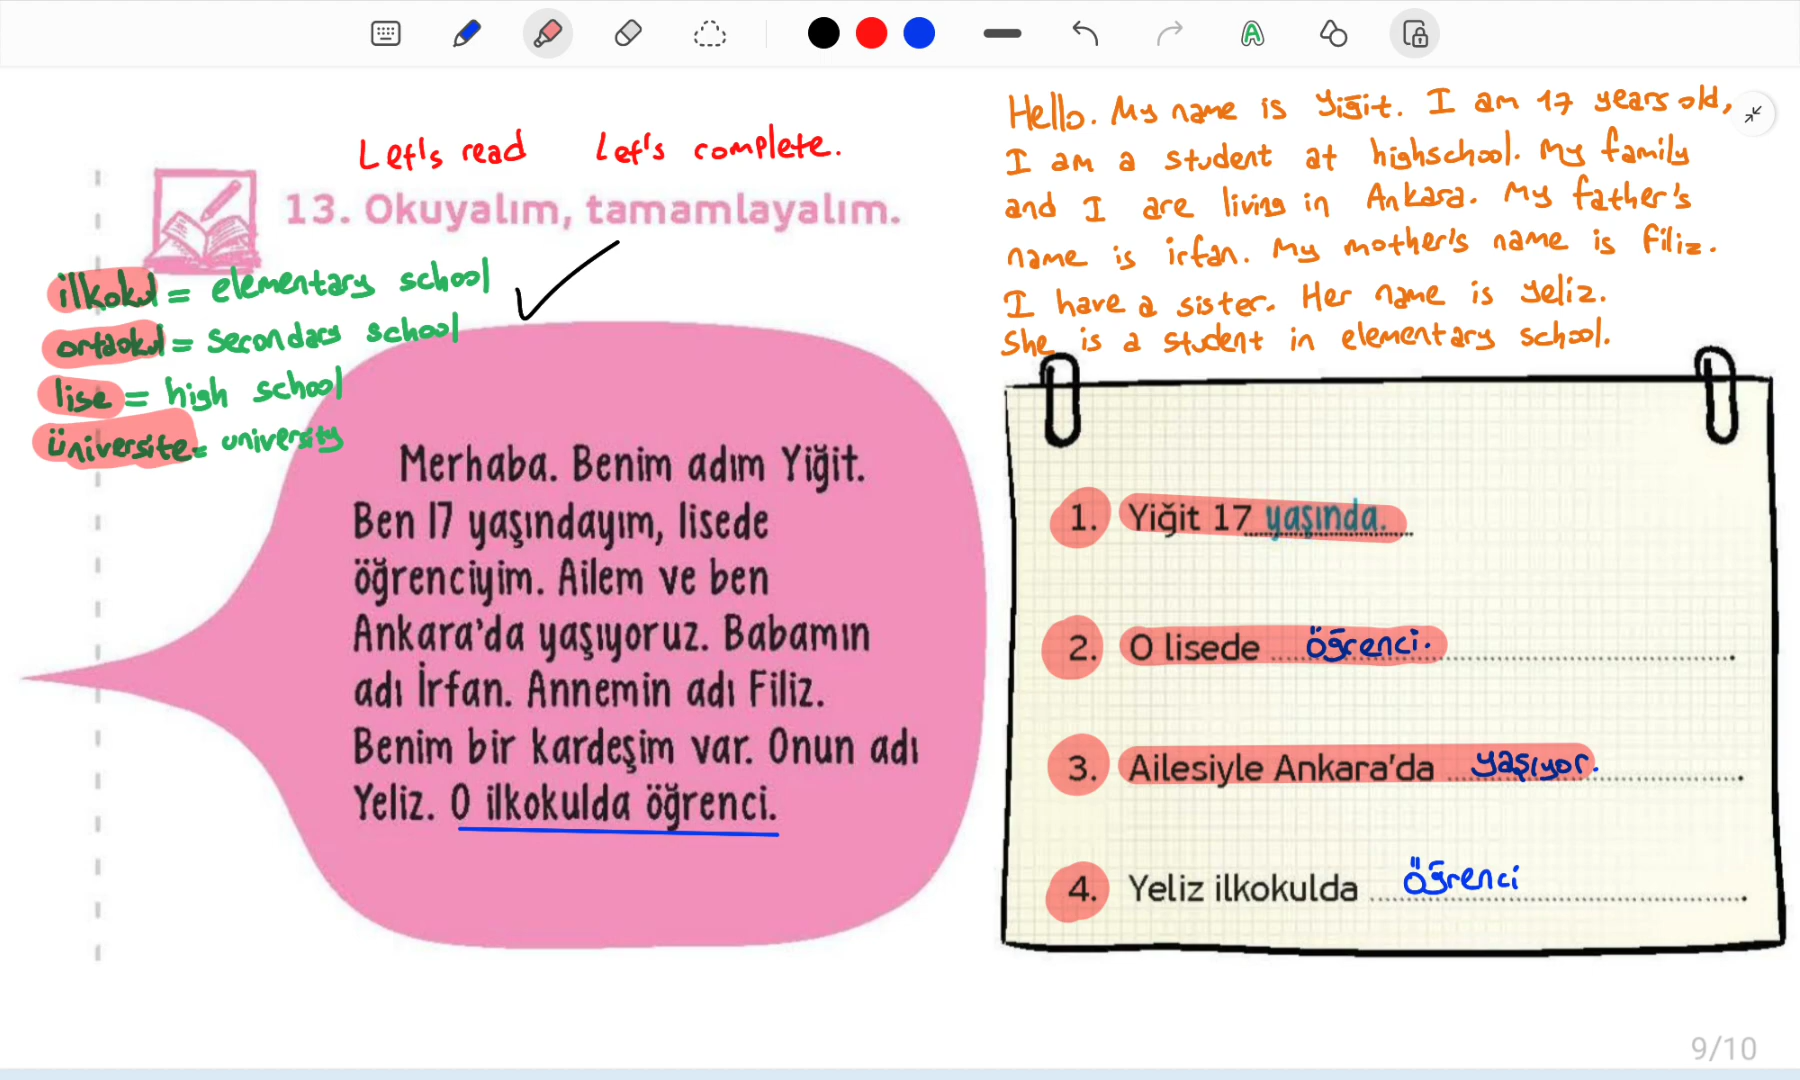 Let's read Let's complete.
13. Okuyalım, tamamlayalım.
ilkokul = elementary school
ortaokul = secondary school
lise = high school
üniversite = university
Merhaba. Benim adım Yiğit.
Ben 17 yaşındayım, lisede
öğrenciyim. Ailem ve ben
Ankara'da yaşıyoruz. Babamın
adı İrfan. Annemin adı Filiz.
Benim bir kardeşim var. Onun adı
Yeliz. O ilkokulda öğrenci.
Hello. My name is Yiğit. I am 17 years old,
I am a student at highschool. My family
and I are living in Ankara. My father's
name is irfan. My mother's name is Filiz.
I have a sister. Her name is Yeliz.
She is a student in elementary school.
1. Yiğit 17 yaşında.
2. O lisede öğrenci.
3. Ailesiyle Ankara'da yaşıyor.
4. Yeliz ilkokulda öğrenci.
9/10